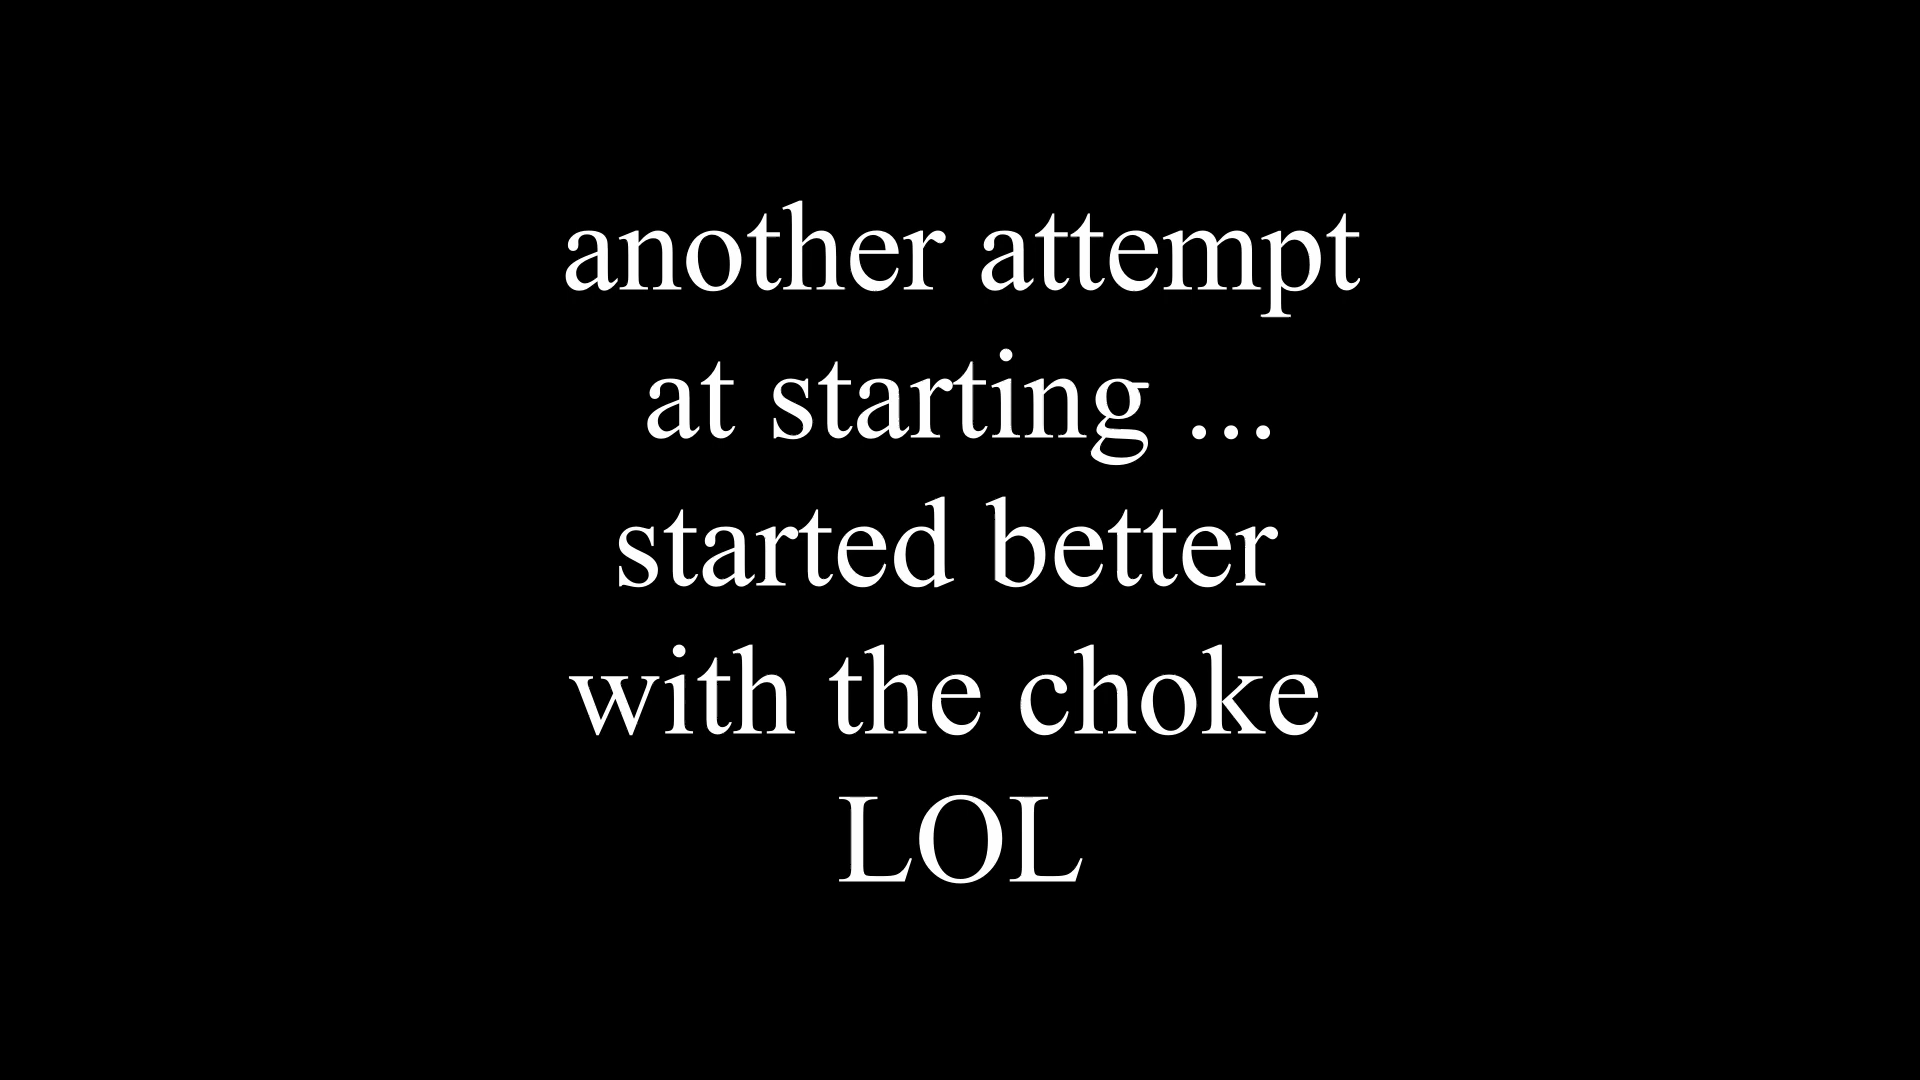 another attempt
at starting ...
started better
with the choke
LOL